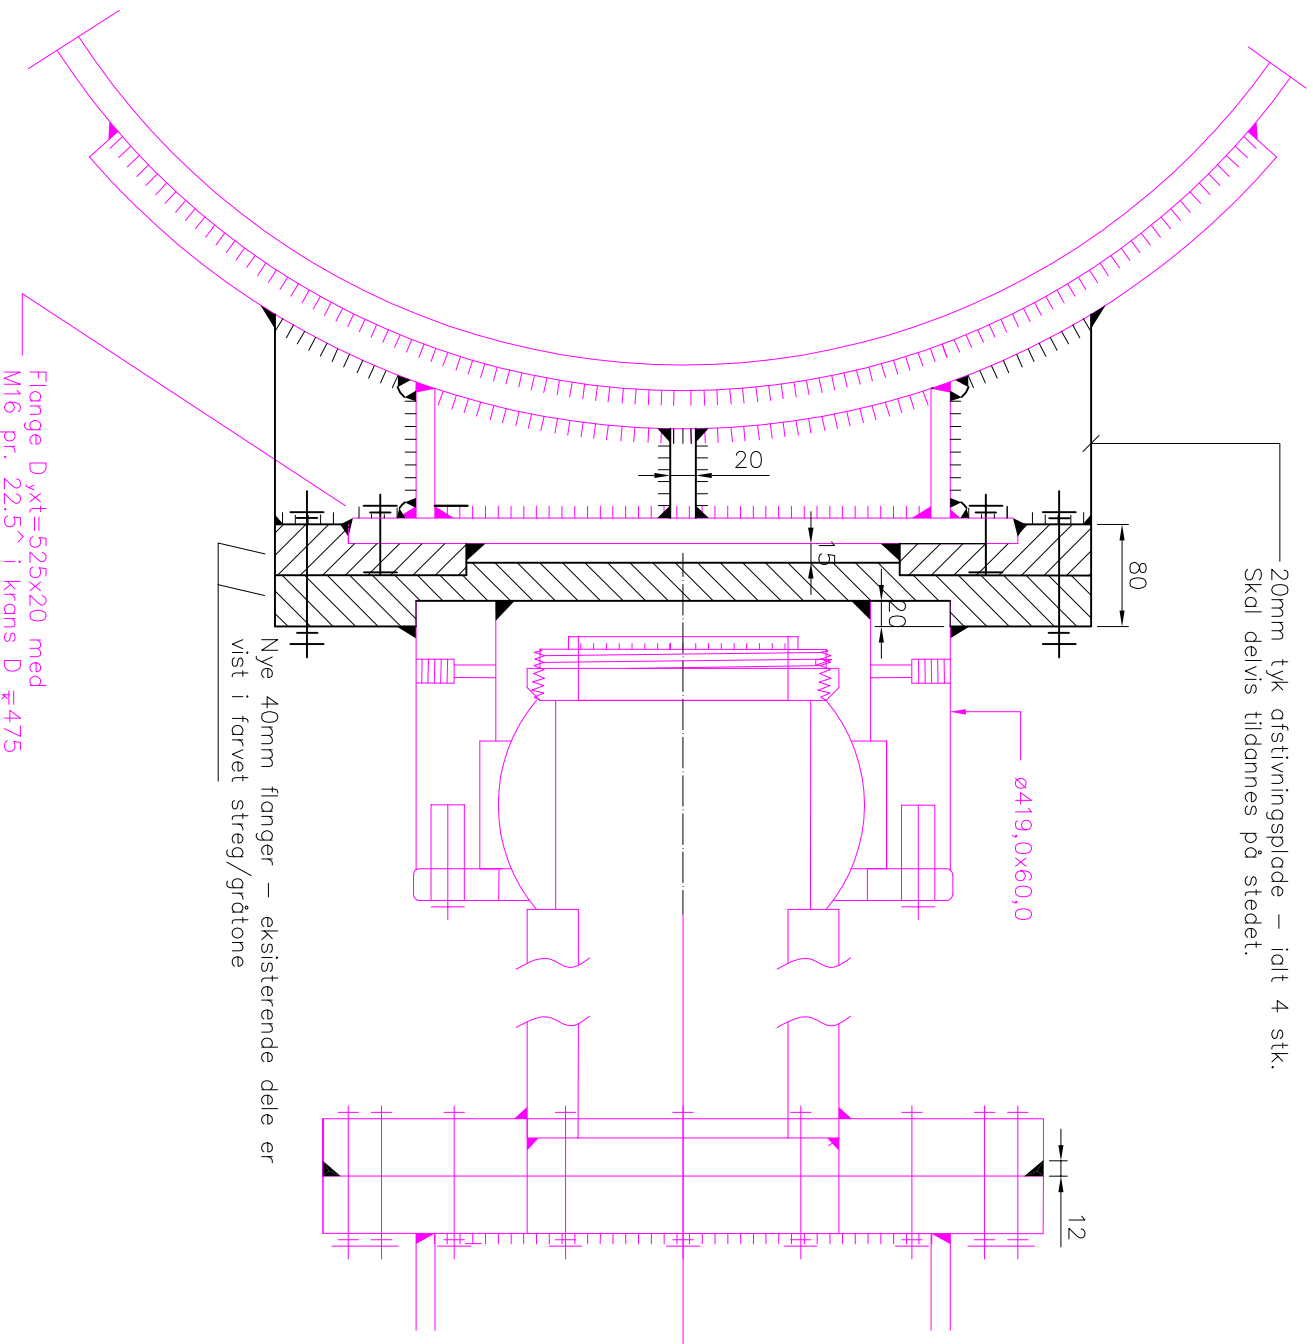 20mm tyk afstivningsplade – ialt 4 stk.
Skal delvis tildannes på stedet.
80
20
15
20
ø419,0x60,0
Nye 40mm flanger – eksisterende dele er
vist i farvet streg/gråtone
Flange D xt=525x20 med
M16 pr. 22.5^ i krans D =475
12